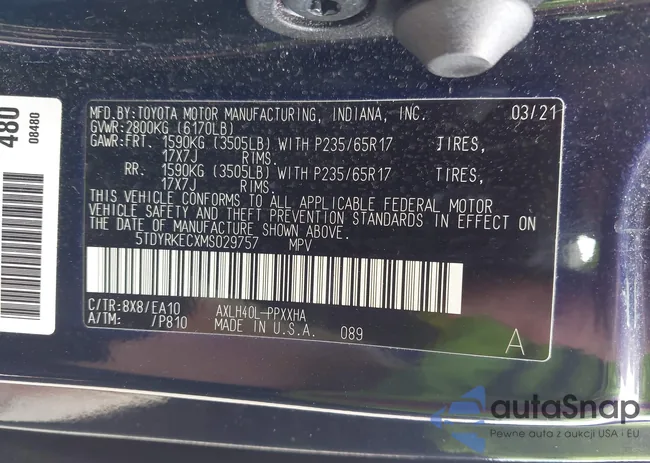 480
08480
MFD.BY:TOYOTA MOTOR MANUFACTURING, INDIANA, INC. 03/21
GVWR:2800KG (6170LB)
GAWR:FRT. 1590KG (3505LB) WITH P235/65R17 TIRES,
17X7J RIMS.
RR. 1590KG (3505LB) WITH P235/65R17 TIRES,
17X7J RIMS.
THIS VEHICLE CONFORMS TO ALL APPLICABLE FEDERAL MOTOR
VEHICLE SAFETY AND THEFT PREVENTION STANDARDS IN EFFECT ON
THE DATE OF MANUFACTURE SHOWN ABOVE.
5TDYRKECXMS029757 MPV
C/TR:8X8/EA10 AXLH40L-PPXXHA
A/TM: /P810 MADE IN U.S.A. 089
A
autaSnap
Pewne auta z aukcji USA - EU